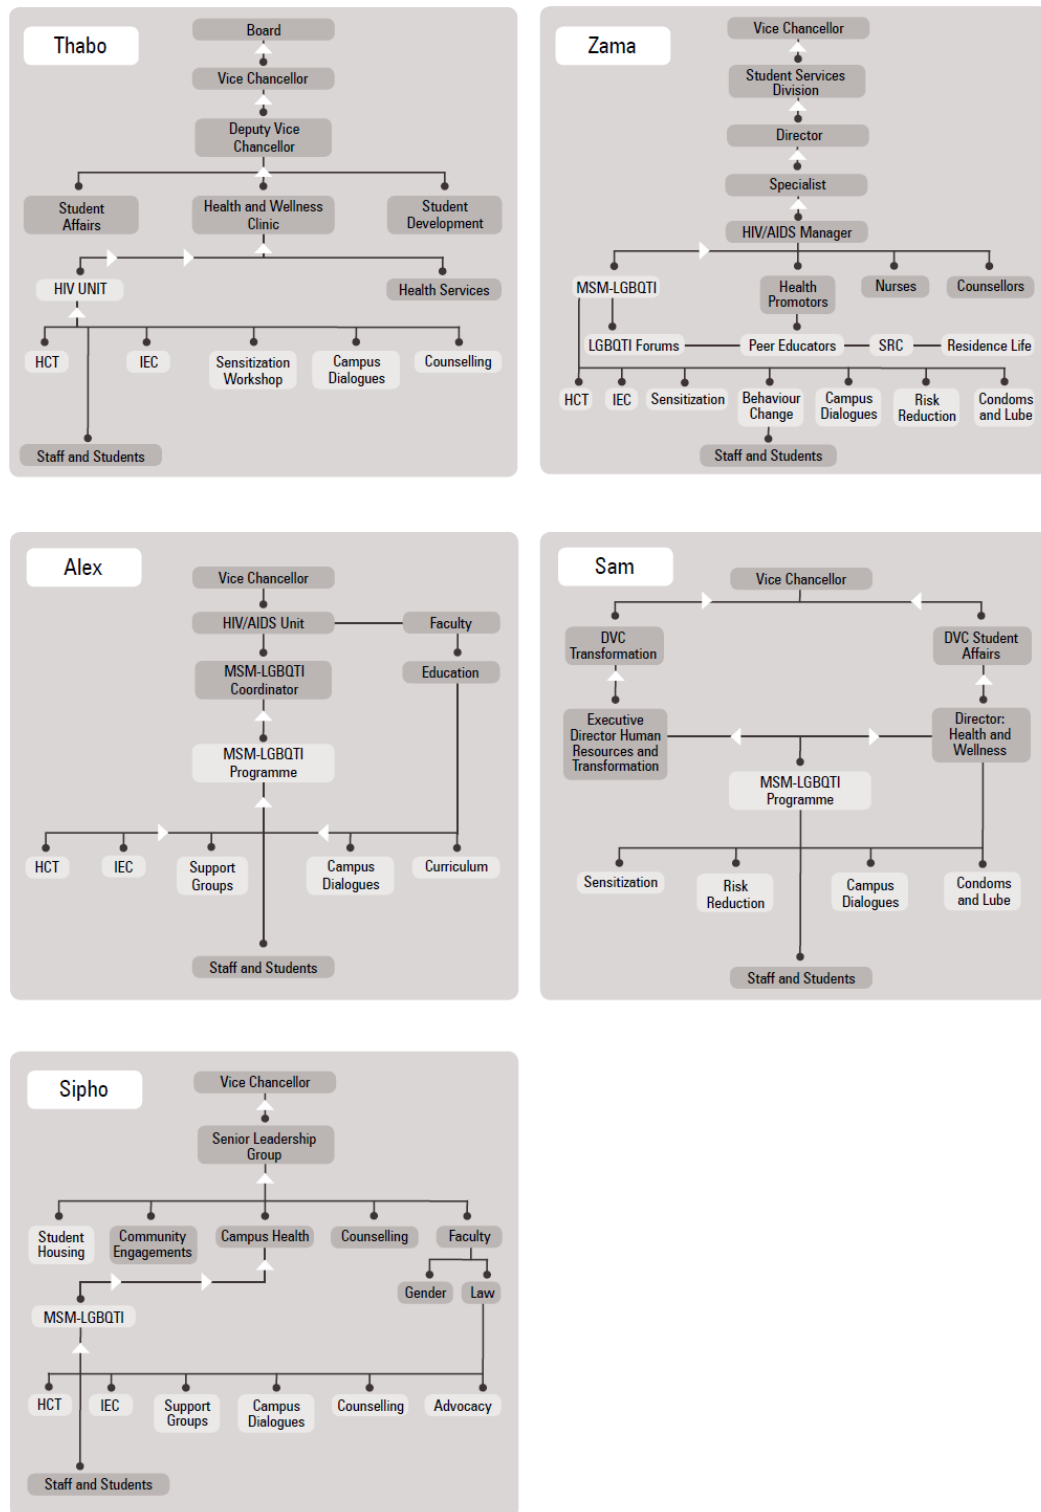 Thabo
Board
Vice Chancellor
Deputy Vice
Chancellor
Student
Affairs
Health and Wellness
Clinic
Student
Development
HIV UNIT
Health Services
HCT
IEC
Sensitization
Workshop
Campus
Dialogues
Counselling
Staff and Students
Zama
Vice Chancellor
Student Services
Division
Director
Specialist
HIV/AIDS Manager
MSM-LGBQTI
Health
Promotors
Nurses
Counsellors
LGBQTI Forums
Peer Educators
SRC
Residence Life
HCT
IEC
Sensitization
Behaviour
Change
Campus
Dialogues
Risk
Reduction
Condoms
and Lube
Staff and Students
Alex
Vice Chancellor
HIV/AIDS Unit
Faculty
MSM-LGBQTI
Coordinator
Education
MSM-LGBQTI
Programme
HCT
IEC
Support
Groups
Campus
Dialogues
Curriculum
Staff and Students
Sam
Vice Chancellor
DVC
Transformation
DVC Student
Affairs
Executive
Director Human
Resources and
Transformation
Director:
Health and
Wellness
MSM-LGBQTI
Programme
Sensitization
Risk
Reduction
Campus
Dialogues
Condoms
and Lube
Staff and Students
Sipho
Vice Chancellor
Senior Leadership
Group
Student
Housing
Community
Engagements
Campus Health
Counselling
Faculty
Gender
Law
MSM-LGBQTI
HCT
IEC
Support
Groups
Campus
Dialogues
Counselling
Advocacy
Staff and Students